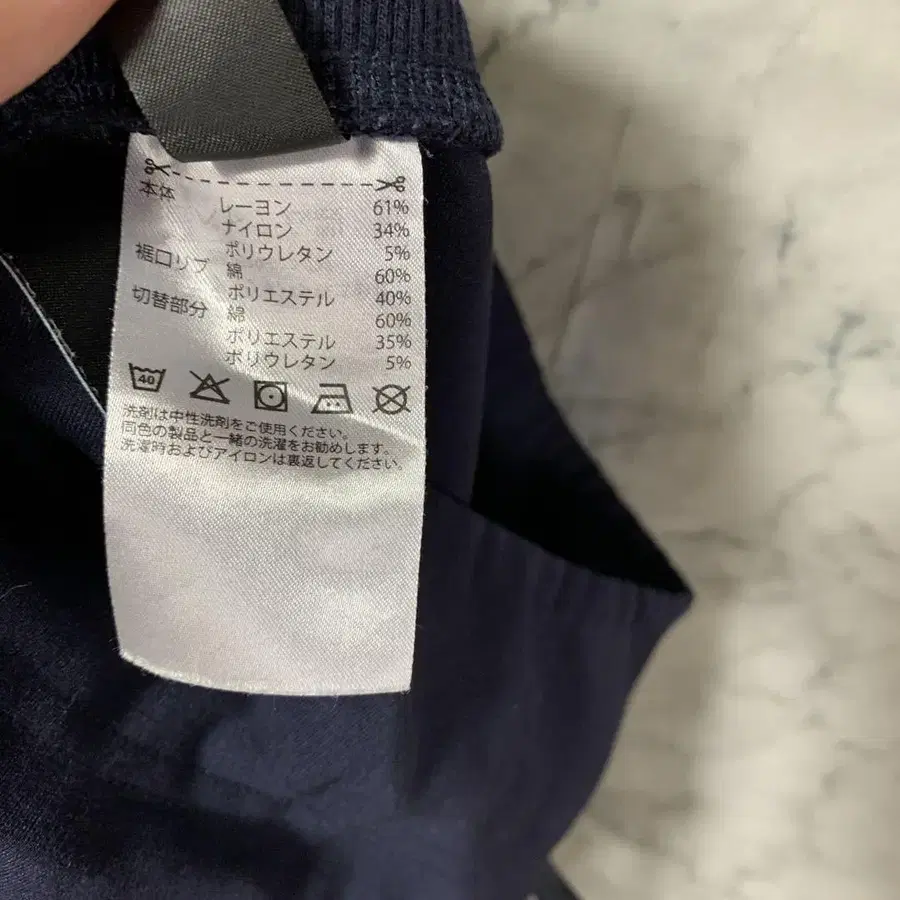 本体 レーヨン 61%
ナイロン 34%
ポリウレタン 5%
裾口リブ 綿 60%
ポリエステル 40%
切替部分 綿 60%
ポリエステル 35%
ポリウレタン 5%
40
洗剤は中性洗剤をご使用ください。
同色の製品と一緒の洗濯をお勧めします。
洗濯時およびアイロンは裏返してください。